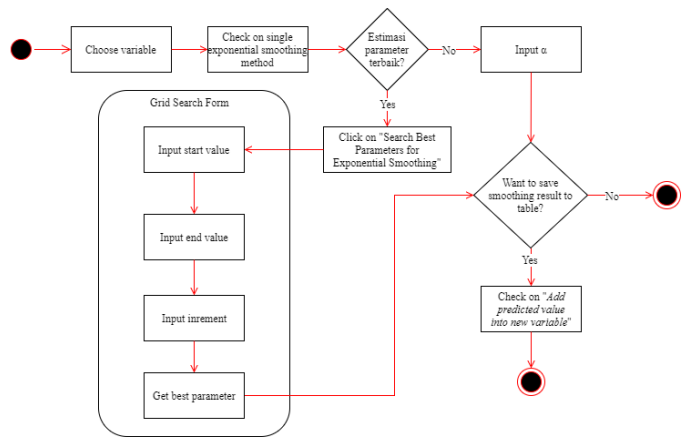 Choose variable
Check on single
exponential smoothing
method
Estimasi
parameter
terbaik?
No
Input α
Yes
Click on "Search Best
Parameters for
Exponential Smoothing"
Grid Search Form
Input start value
Input end value
Input inrement
Get best parameter
Want to save
smoothing result to
table?
No
Yes
Check on "Add
predicted value
into new variable"